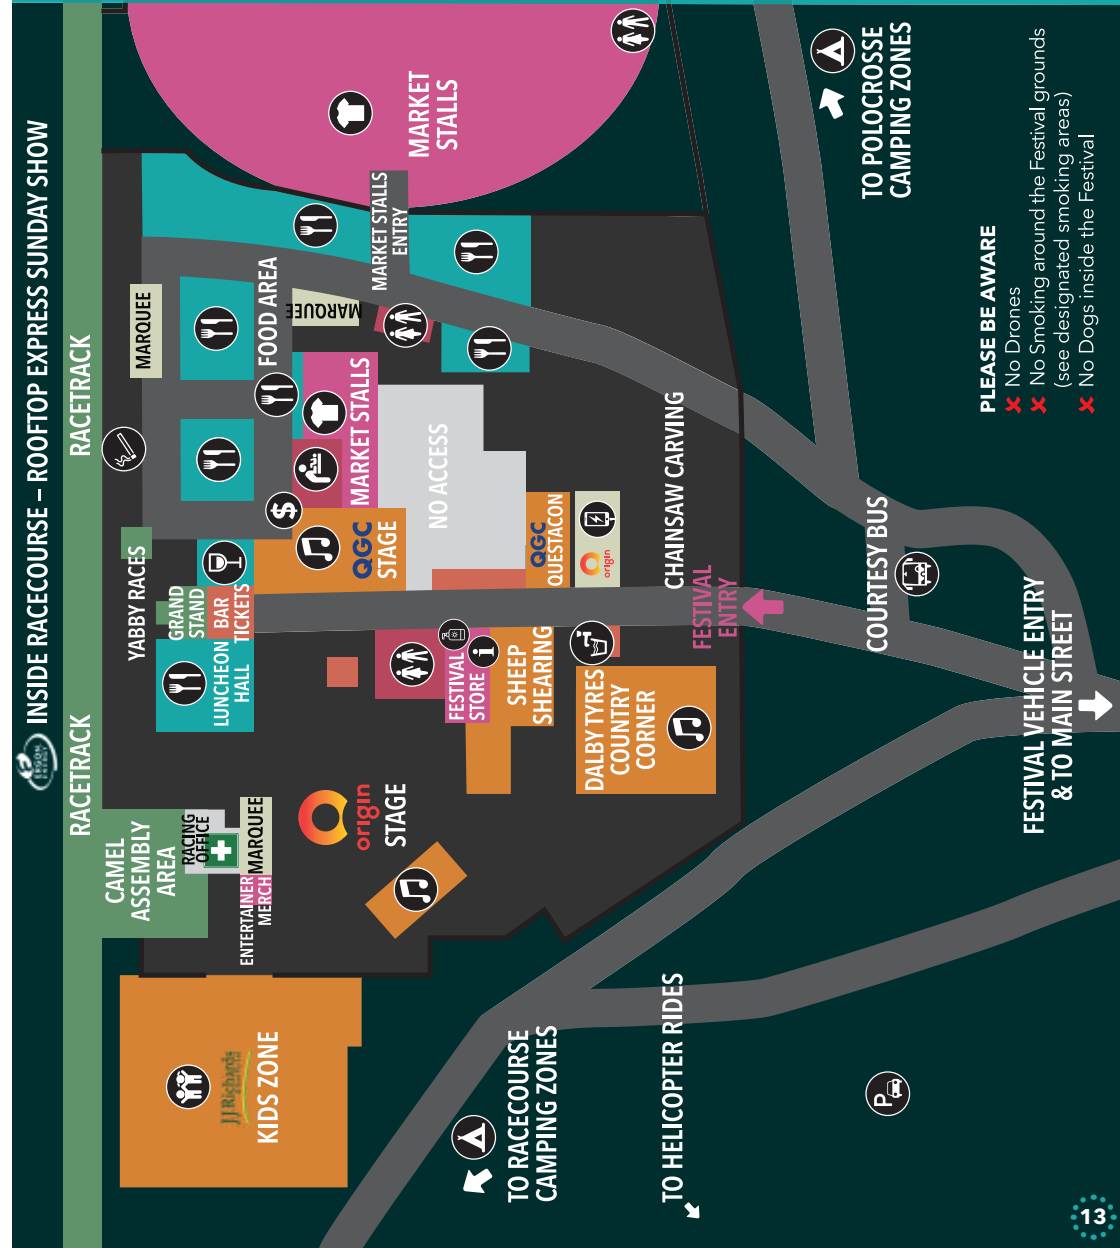 INSIDE RACECOURSE – ROOFTOP EXPRESS SUNDAY SHOW
ERGON
ENERGY
RACETRACK
RACETRACK
CAMEL
ASSEMBLY
AREA
RACING
OFFICE
MARQUEE
ENTERTAINER
MERCH
JJ Richards
KIDS ZONE
YABBY RACES
GRAND
STAND
BAR
TICKETS
LUNCHEON
HALL
MARQUEE
FOOD AREA
MARQUEE
MARKET STALLS
ENTRY
MARKET
STALLS
MARKET STALLS
$
QGC
STAGE
NO ACCESS
origin
STAGE
FESTIVAL
STORE
i
SHEEP
SHEARING
QGC
QUESTACON
origin
DALBY TYRES
COUNTRY
CORNER
CHAINSAW CARVING
FESTIVAL
ENTRY
COURTESY BUS
TO RACECOURSE
CAMPING ZONES
TO HELICOPTER RIDES
P
TO POLOCROSSE
CAMPING ZONES
FESTIVAL VEHICLE ENTRY
& TO MAIN STREET
PLEASE BE AWARE
No Drones
No Smoking around the Festival grounds
(see designated smoking areas)
No Dogs inside the Festival
13